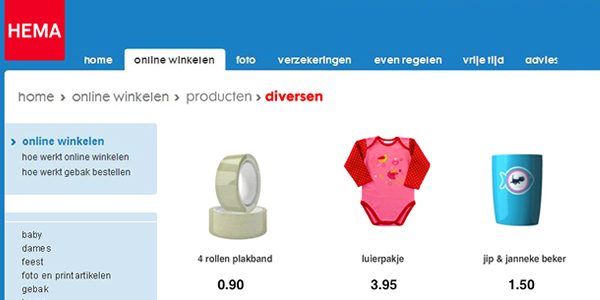 HEMA
home online winkelen foto verzekeringen even regelen vrije tijd advies
home > online winkelen > producten > diversen
> online winkelen
hoe werkt online winkelen
hoe werkt gebak bestellen
baby
dames
feest
foto en printartikelen
gebak
4 rollen plakband luierpakje jip & janneke beker
0.90 3.95 1.50